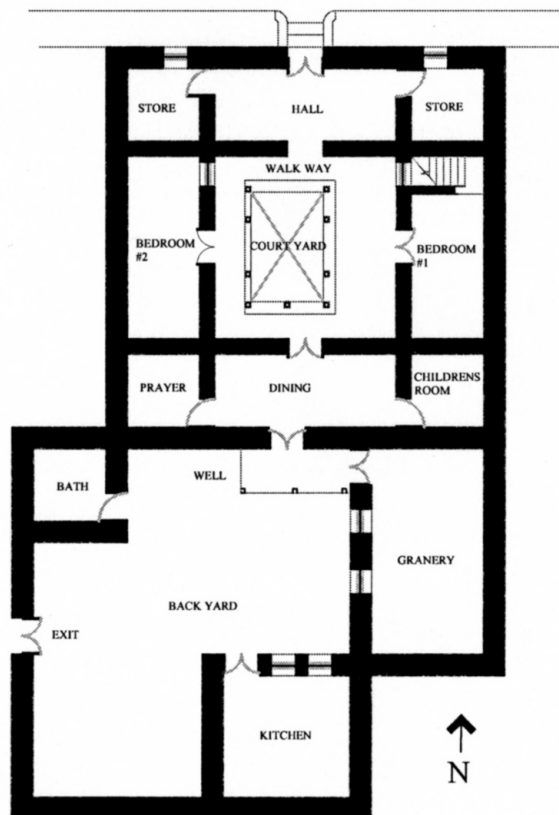 STORE
HALL
STORE
WALK WAY
BEDROOM
#2
COURT YARD
BEDROOM
#1
PRAYER
DINING
CHILDRENS
ROOM
BATH
WELL
GRANERY
BACK YARD
EXIT
KITCHEN
N